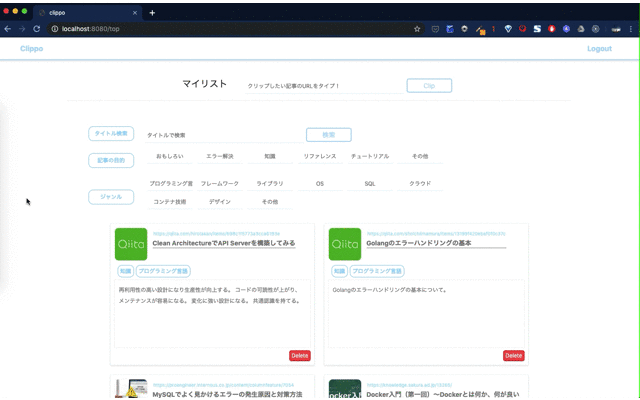 clippo
localhost:8080/top
Clippo
Logout
マイリスト
クリップしたい記事のURLをタイプ！
Clip
タイトル検索
タイトルで検索
検索
記事の目的
おもしろい
エラー解決
知識
リファレンス
チュートリアル
その他
ジャンル
プログラミング言
フレームワーク
ライブラリ
OS
SQL
クラウド
コンテナ技術
デザイン
その他
Qiita
Clean ArchitectureでAPI Serverを構築してみる
知識
プログラミング言語
再利用性の高い設計になり生産性が向上する。 コードの可読性が上がり、
メンテナンスが容易になる。 変化に強い設計になる。 共通認識を持てる。
Delete
Qiita
Golangのエラーハンドリングの基本
知識
プログラミング言語
Golangのエラーハンドリングの基本について。
Delete
MySQLでよく見かけるエラーの発生原因と対策方法
Docker入門（第一回）〜Dockerとは何か、何が良い